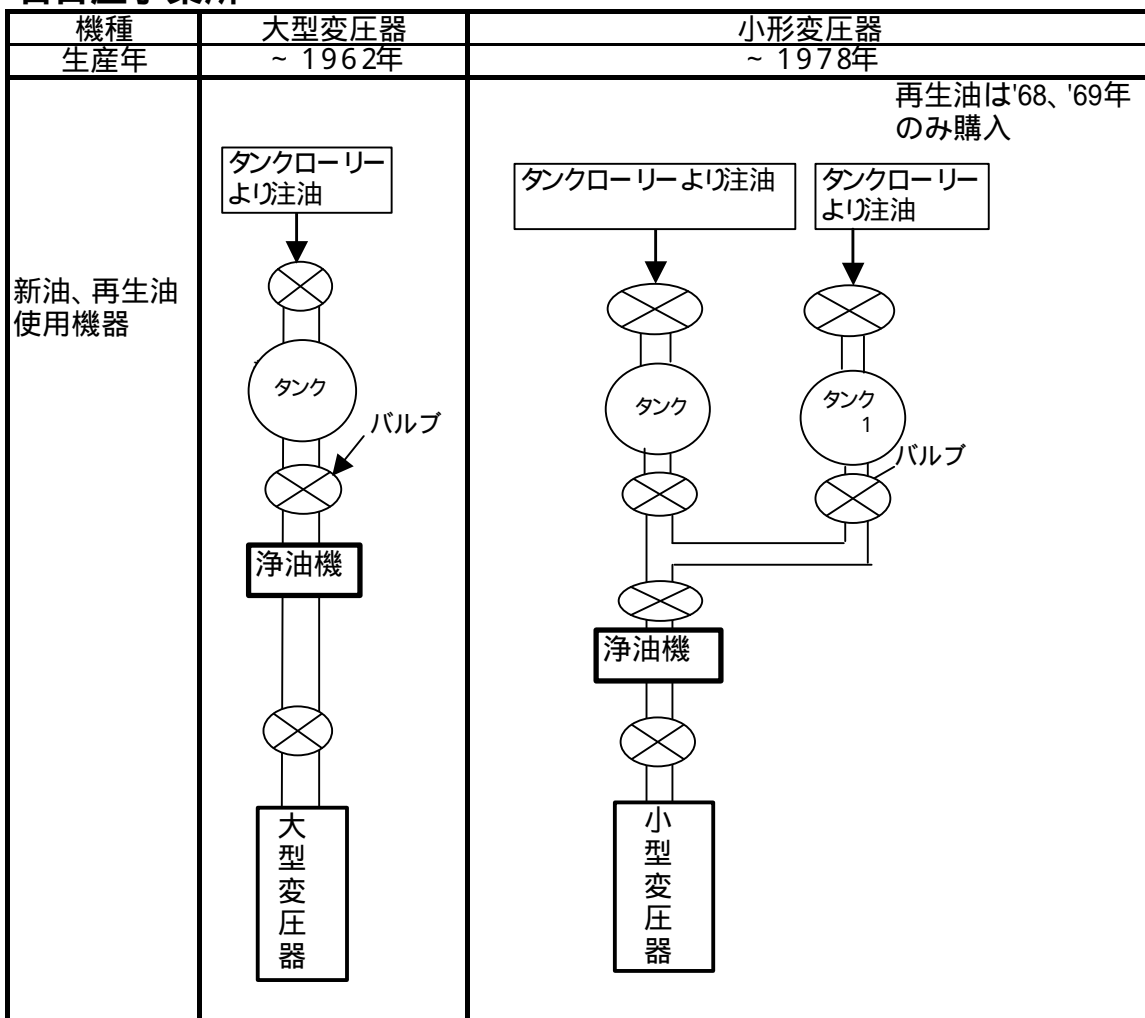 機種
大型変圧器
小形変圧器
生産年
~ 1962年
~ 1978年
新油、再生油
使用機器
タンクローリー
より注油
タンク
バルブ
浄油機
大型変圧器
再生油は'68、'69年
のみ購入
タンクローリーより注油
タンクローリー
より注油
タンク
タンク
1
バルブ
浄油機
小型変圧器